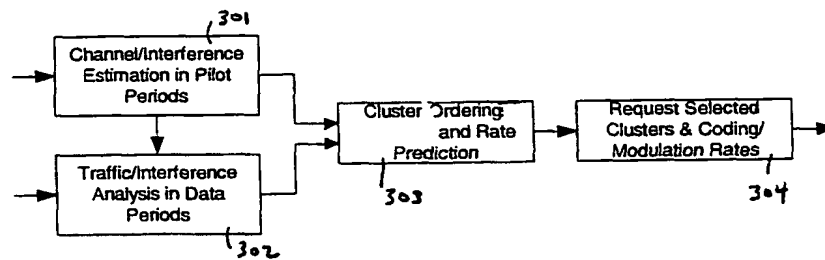 301
Channel/Interference
Estimation in Pilot
Periods
Traffic/Interference
Analysis in Data
Periods
302
Cluster Ordering
and Rate
Prediction
303
Request Selected
Clusters & Coding/
Modulation Rates
304